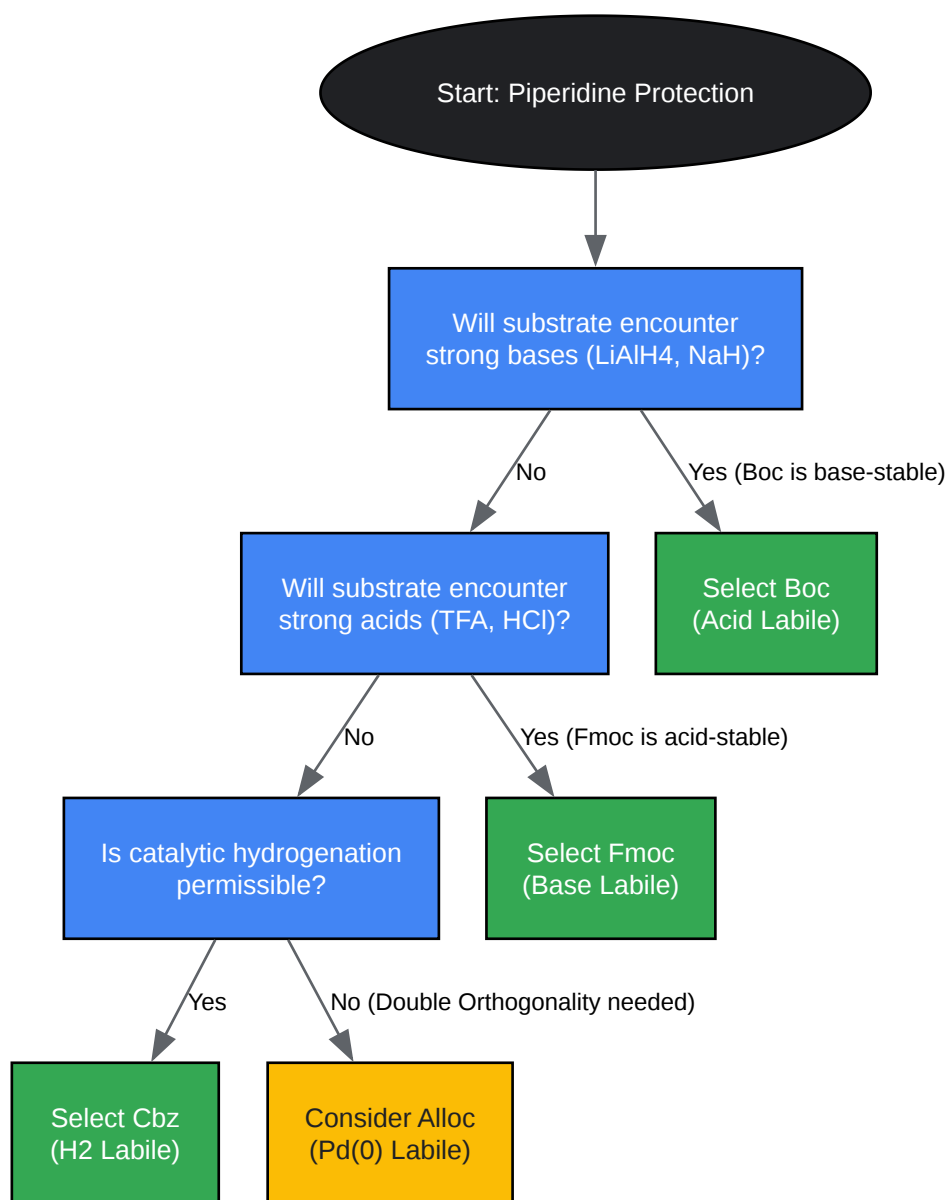 Start: Piperidine Protection
Will substrate encounter
strong bases (LiAlH4, NaH)?
No
Yes (Boc is base-stable)
Will substrate encounter
strong acids (TFA, HCl)?
Select Boc
(Acid Labile)
No
Yes (Fmoc is acid-stable)
Is catalytic hydrogenation
permissible?
Select Fmoc
(Base Labile)
Yes
No (Double Orthogonality needed)
Select Cbz
(H2 Labile)
Consider Alloc
(Pd(0) Labile)